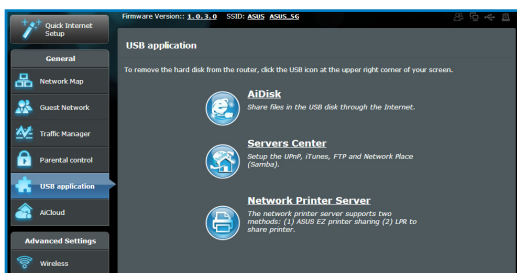 Quick Internet
Setup
General
Network Map
Guest Network
Traffic Manager
Parental control
USB application
AiCloud
Advanced Settings
Wireless
Firmware Version:: 1.0.3.0 SSID: ASUS ASUS_5G
USB application
To remove the hard disk from the router, click the USB icon at the upper right corner of your screen.
AiDisk
Share files in the USB disk through the Internet.
Servers Center
Setup the UPnP, iTunes, FTP and Network Place
(Samba).
Network Printer Server
The network printer server supports two
methods: (1) ASUS EZ printer sharing (2) LPR to
share printer.